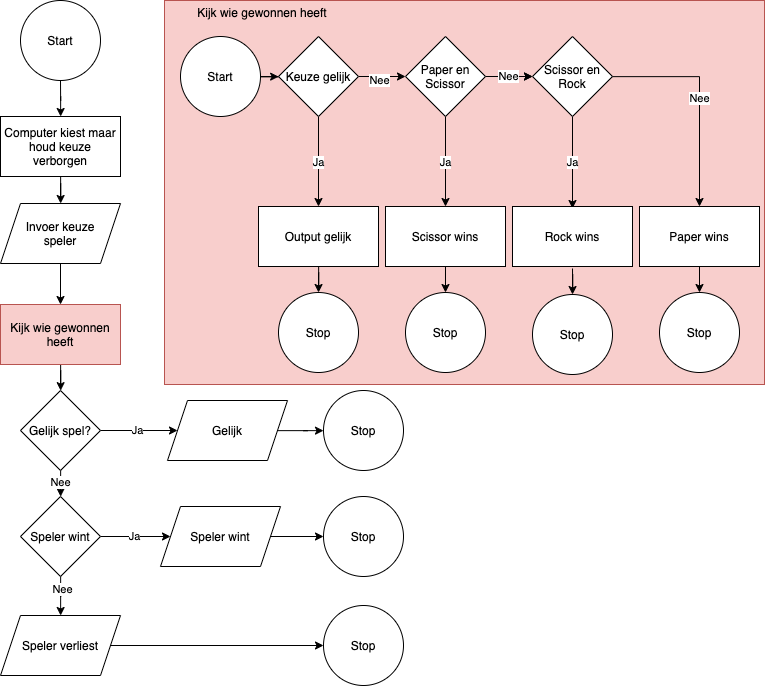 Kijk wie gewonnen heeft
Start
Start
Keuze gelijk
Nee
Paper en
Scissor
Nee
Scissor en
Rock
Nee
Computer kiest maar
houd keuze
verborgen
Ja
Ja
Ja
Invoer keuze
speler
Output gelijk
Scissor wins
Rock wins
Paper wins
Kijk wie gewonnen
heeft
Stop
Stop
Stop
Stop
Gelijk spel?
Ja
Gelijk
Stop
Nee
Speler wint
Ja
Speler wint
Stop
Nee
Speler verliest
Stop